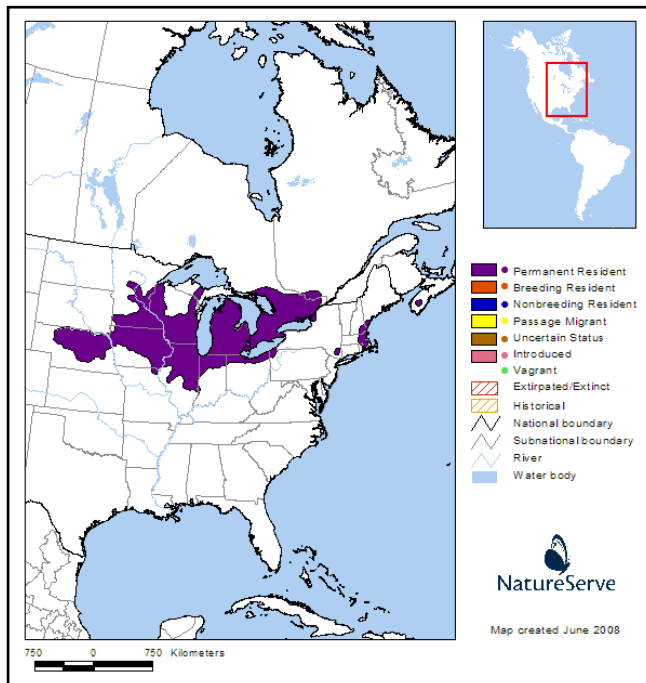 Permanent Resident
Breeding Resident
Nonbreeding Resident
Passage Migrant
Uncertain Status
Introduced
Vagrant
Extirpated/Extinct
Historical
National boundary
Subnational boundary
River
Water body
NatureServe
Map created June 2008
750 0 750 Kilometers